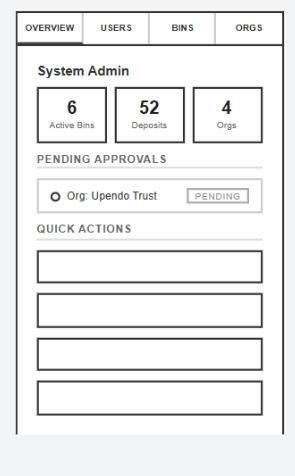 OVERVIEW USERS BINS ORGS
System Admin
6 52 4
Active Bins Deposits Orgs
PENDING APPROVALS
Org: Upendo Trust PENDING
QUICK ACTIONS